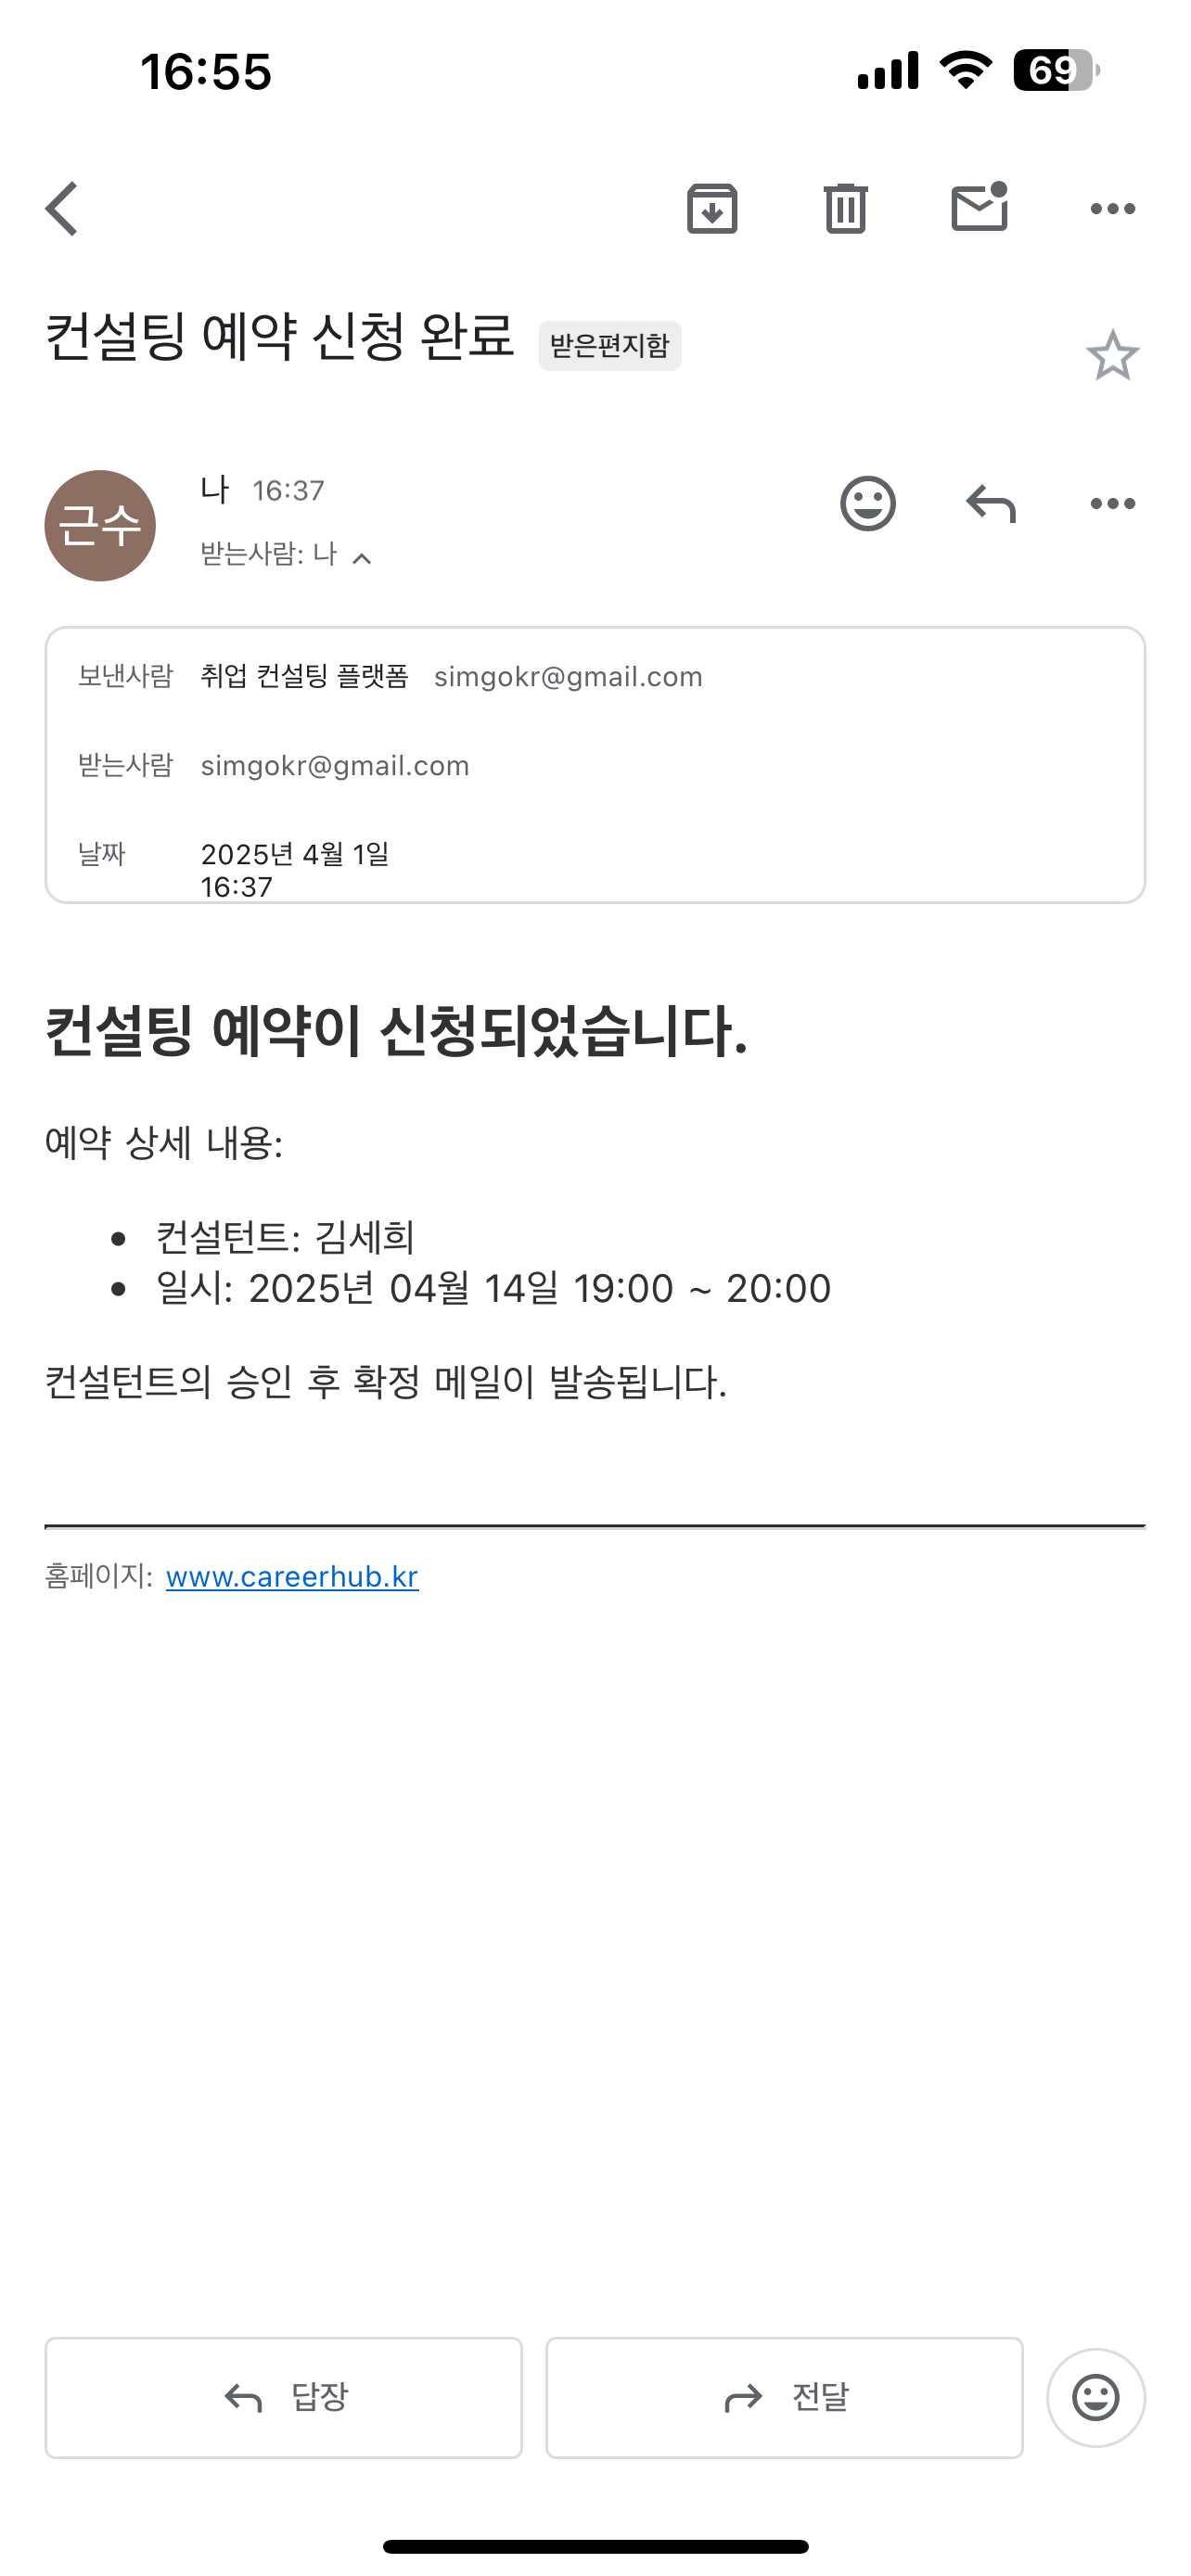 16:55
69
컨설팅 예약 신청 완료 받은편지함
근수
나 16:37
받는사람: 나
보낸사람 취업 컨설팅 플랫폼 simgokr@gmail.com
받는사람 simgokr@gmail.com
날짜 2025년 4월 1일
16:37
컨설팅 예약이 신청되었습니다.
예약 상세 내용:
• 컨설턴트: 김세희
• 일시: 2025년 04월 14일 19:00 ~ 20:00
컨설턴트의 승인 후 확정 메일이 발송됩니다.
홈페이지: www.careerhub.kr
답장 전달